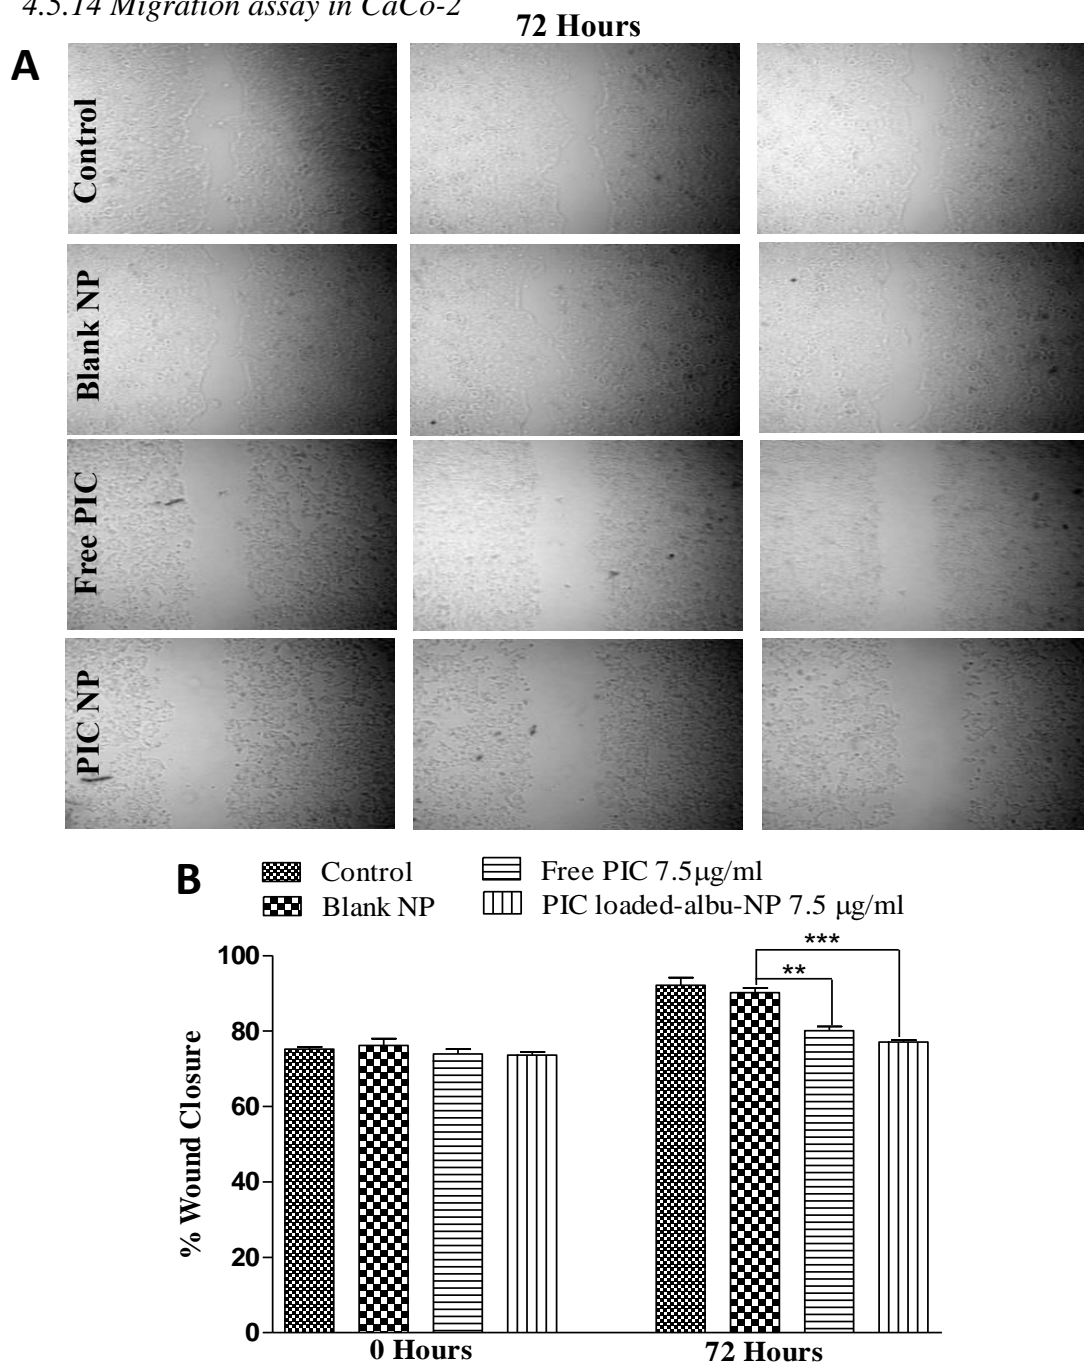 4.5.14 Migration assay in CaCo-2
72 Hours
A
Control
Blank NP
Free PIC
PIC NP
B
Control
Free PIC 7.5μg/ml
Blank NP
PIC loaded-albu-NP 7.5 μg/ml
% Wound Closure
100
80
60
40
20
0
***
**
0 Hours
72 Hours